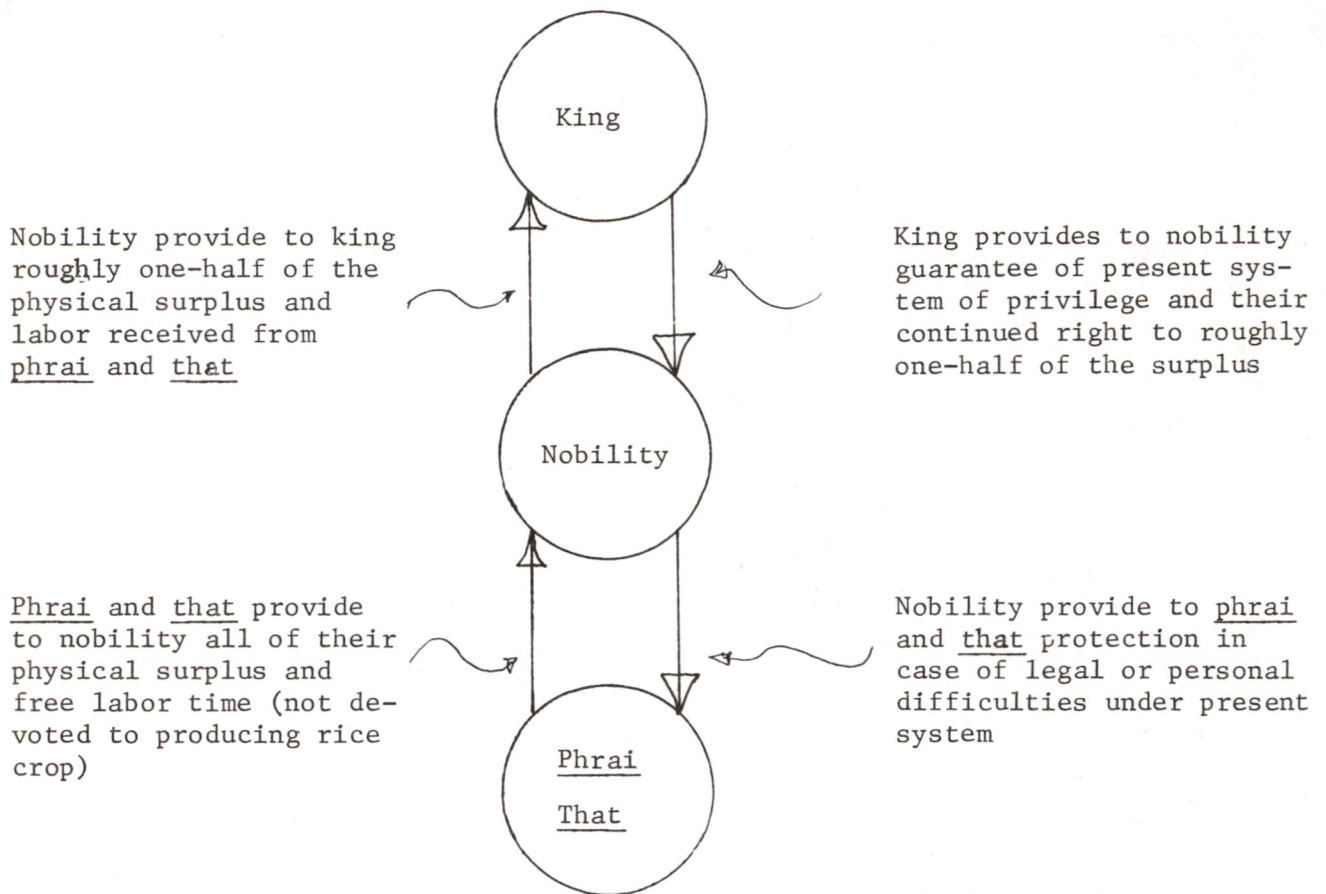 King
Nobility provide to king
roughly one-half of the
physical surplus and
labor received from
phrai and that
King provides to nobility
guarantee of present sys-
tem of privilege and their
continued right to roughly
one-half of the surplus
Nobility
Phrai and that provide
to nobility all of their
physical surplus and
free labor time (not de-
voted to producing rice
crop)
Nobility provide to phrai
and that protection in
case of legal or personal
difficulties under present
system
Phrai
That